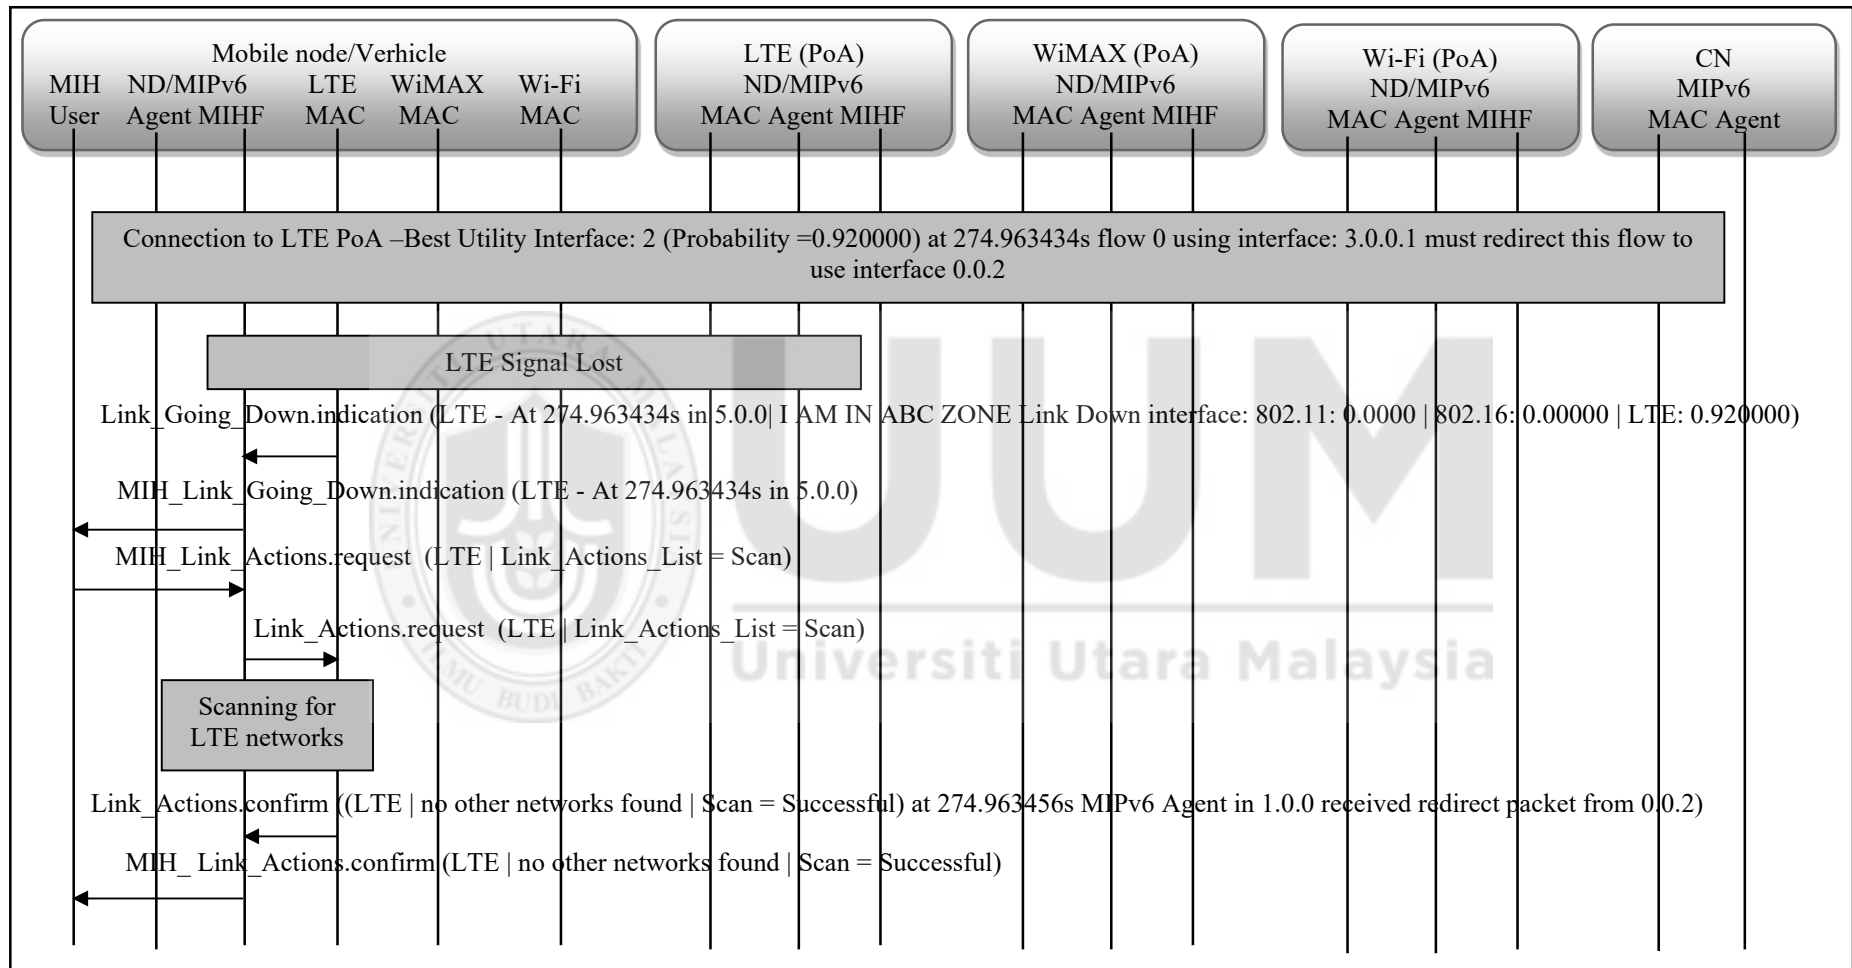 Mobile node/Verhicle
MIH ND/MIPv6 LTE WiMAX Wi-Fi
User Agent MIHF MAC MAC MAC
LTE (PoA)
ND/MIPv6
MAC Agent MIHF
WiMAX (PoA)
ND/MIPv6
MAC Agent MIHF
Wi-Fi (PoA)
ND/MIPv6
MAC Agent MIHF
CN
MIPv6
MAC Agent
Connection to LTE PoA –Best Utility Interface: 2 (Probability =0.920000) at 274.963434s flow 0 using interface: 3.0.0.1 must redirect this flow to
use interface 0.0.2
LTE Signal Lost
Link_Going_Down.indication (LTE - At 274.963434s in 5.0.0| I AM IN ABC ZONE Link Down interface: 802.11: 0.0000 | 802.16: 0.00000 | LTE: 0.920000)
MIH_Link_Going_Down.indication (LTE - At 274.963434s in 5.0.0)
MIH_Link_Actions.request (LTE | Link_Actions_List = Scan)
Link_Actions.request (LTE | Link_Actions_List = Scan)
Scanning for
LTE networks
Link_Actions.confirm ((LTE | no other networks found | Scan = Successful) at 274.963456s MIPv6 Agent in 1.0.0 received redirect packet from 0.0.2)
MIH_ Link_Actions.confirm (LTE | no other networks found | Scan = Successful)
UUM
Universiti Utara Malaysia
UNIVERSITI UTARA MALAYSIA
ILMU BUDI BAKTI